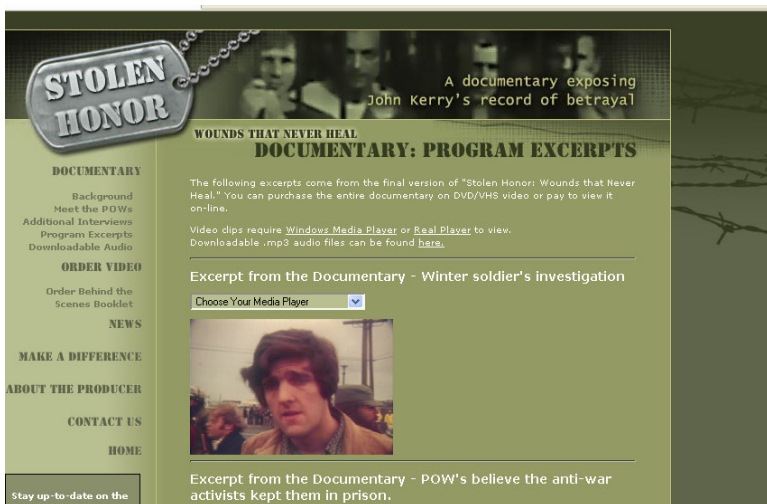 STOLEN
HONOR
A documentary exposing
John Kerry's record of betrayal
WOUNDS THAT NEVER HEAL
DOCUMENTARY: PROGRAM EXCERPTS
DOCUMENTARY
Background
Meet the POWs
Additional Interviews
Program Excerpts
Downloadable Audio
ORDER VIDEO
Order Behind the
Scenes Booklet
NEWS
MAKE A DIFFERENCE
ABOUT THE PRODUCER
CONTACT US
HOME
Stay up-to-date on the
The following excerpts come from the final version of "Stolen Honor: Wounds that Never
Heal." You can purchase the entire documentary on DVD/VHS video or pay to view it
on-line.
Video clips require Windows Media Player or Real Player to view.
Downloadable .mp3 audio files can be found here.
Excerpt from the Documentary - Winter soldier's investigation
Choose Your Media Player
Excerpt from the Documentary - POW's believe the anti-war
activists kept them in prison.